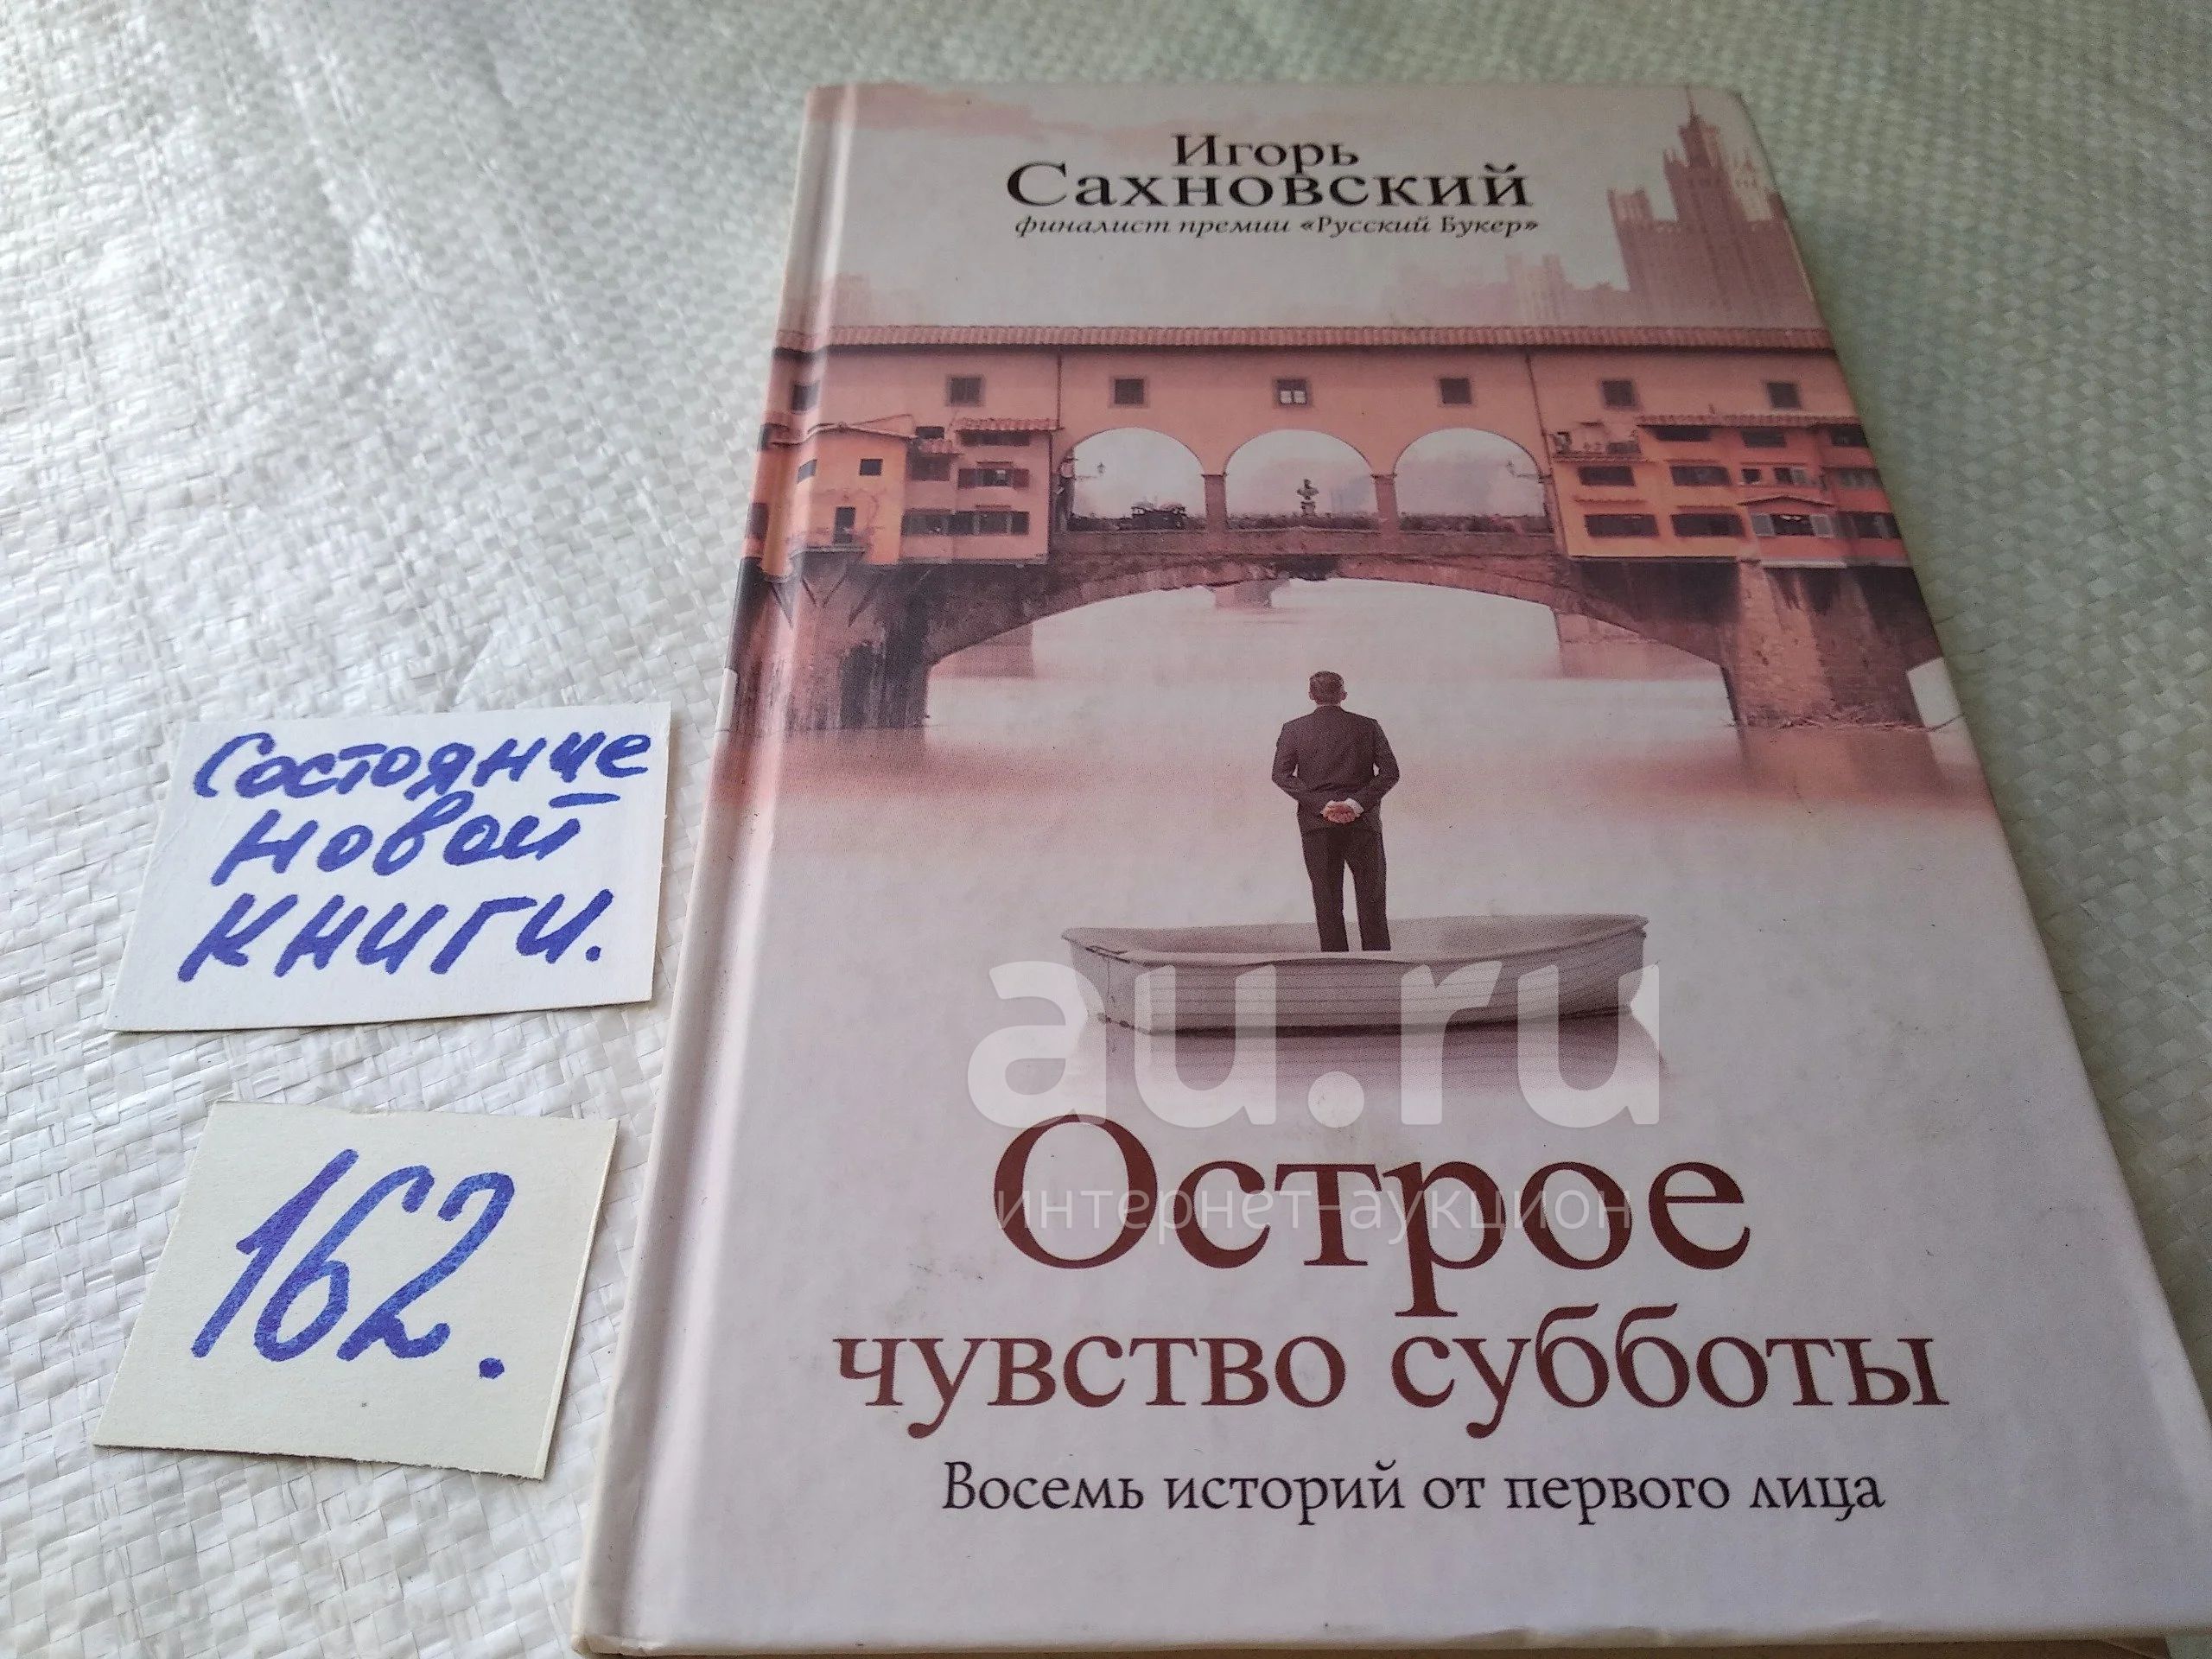 Игорь
Сахновский
финалист премии «Русский Букер»
Состояние
новой
книги.
162.
au.ru
интернет-аукцион
Острое
чувство субботы
Восемь историй от первого лица